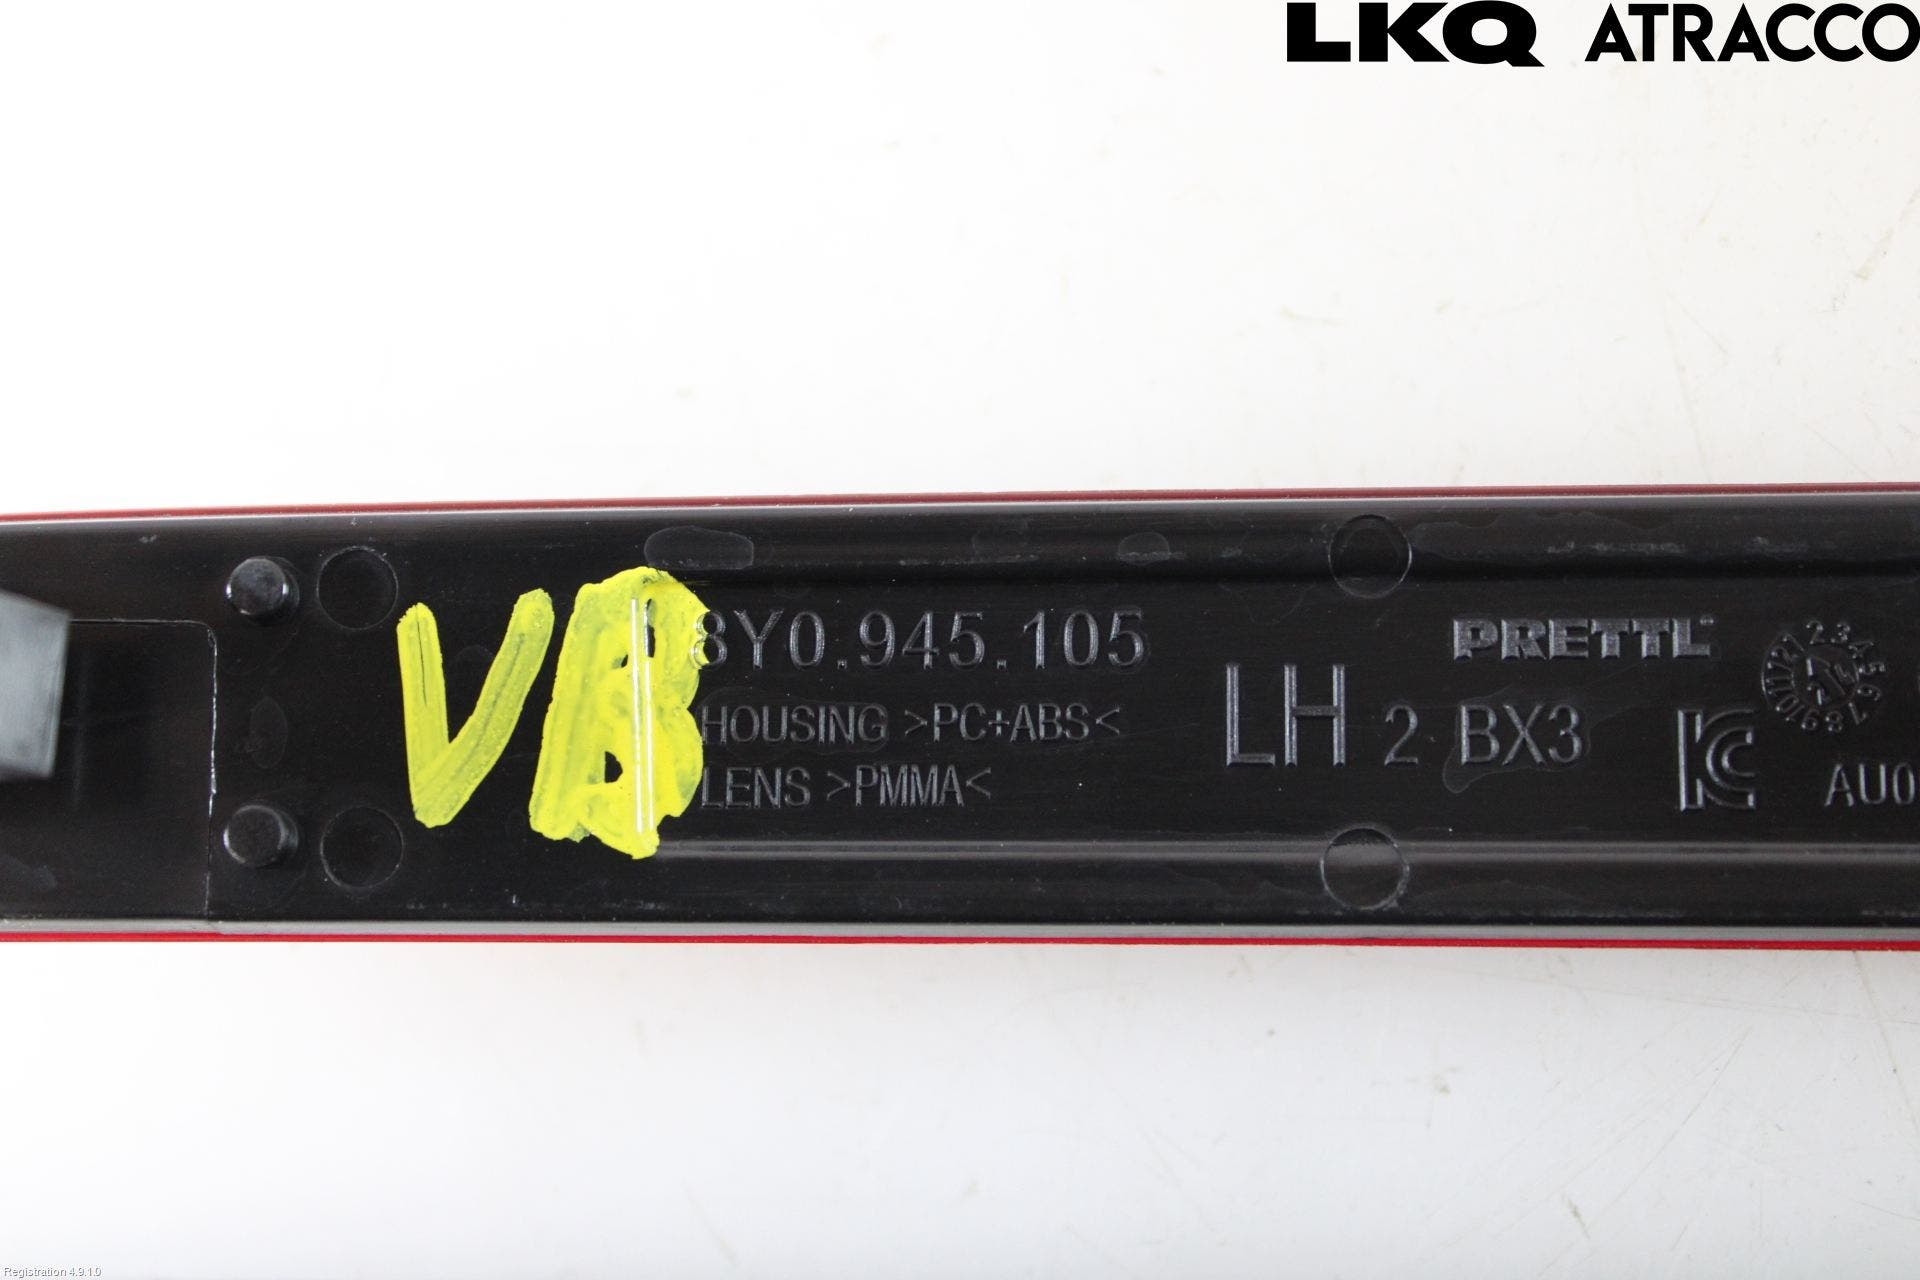 LKQ ATRACCO
VB
8Y0.945.105
HOUSING >PC+ABS<
LENS >PMMA<
LH 2 BX3
PRETTL
KC
AU0
Registration 4.9.1.0